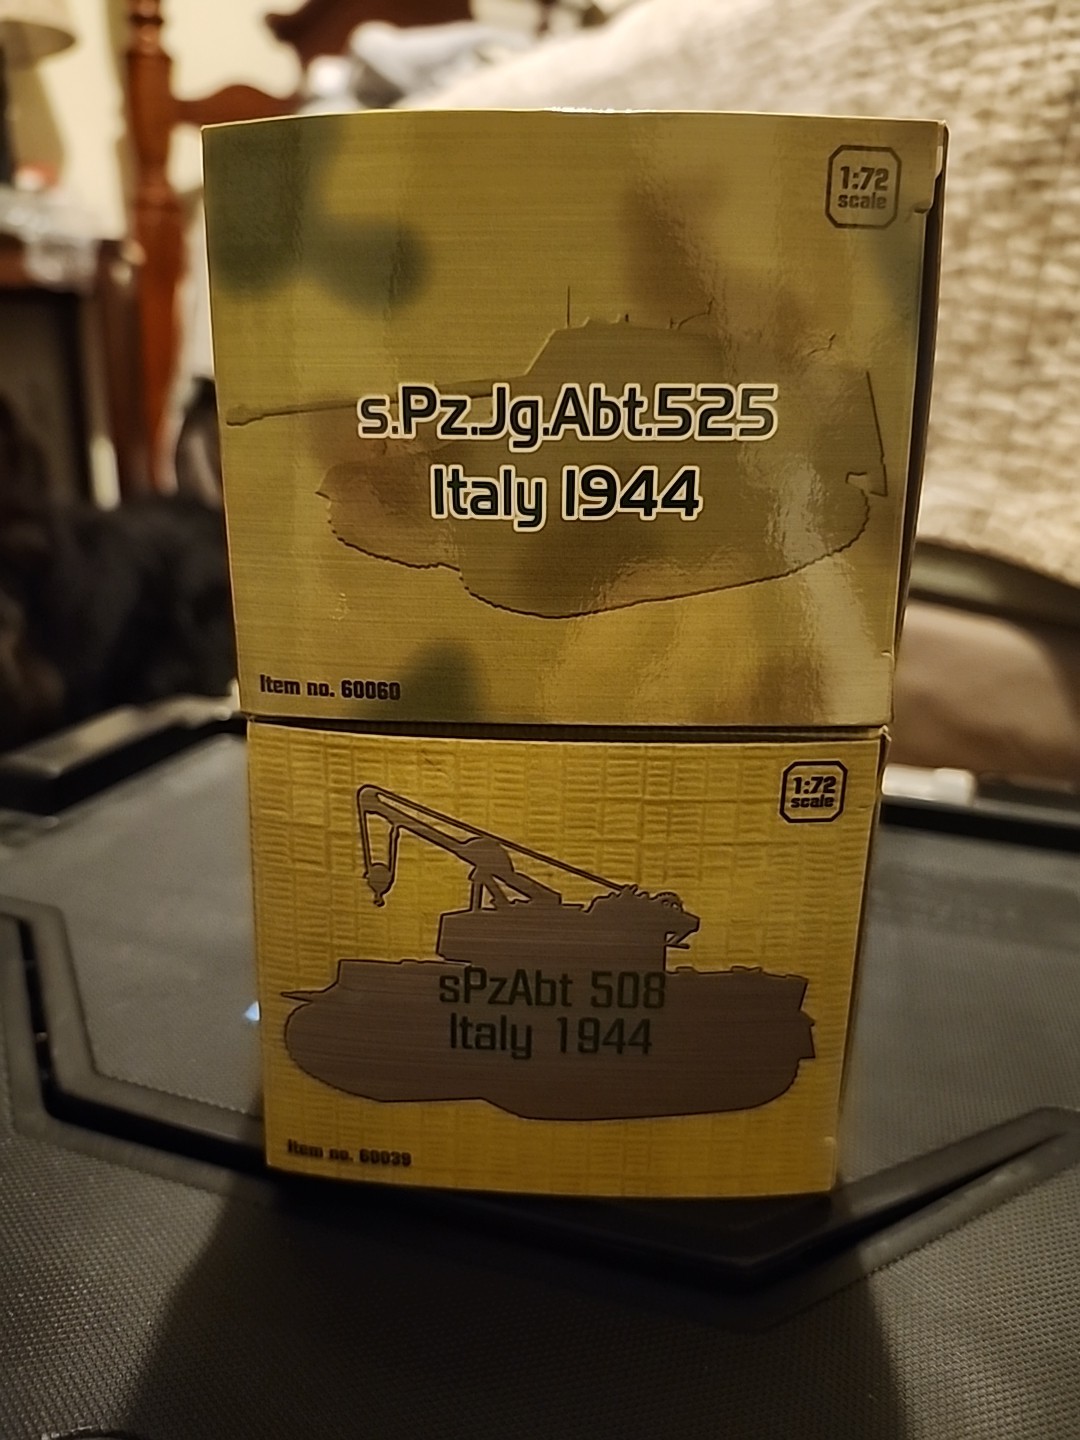 1:72
scale
s.Pz.Jg.Abt.525
Italy 1944
Item no. 60060
1:72
scale
sPzAbt 508
Italy 1944
Item no. 60039